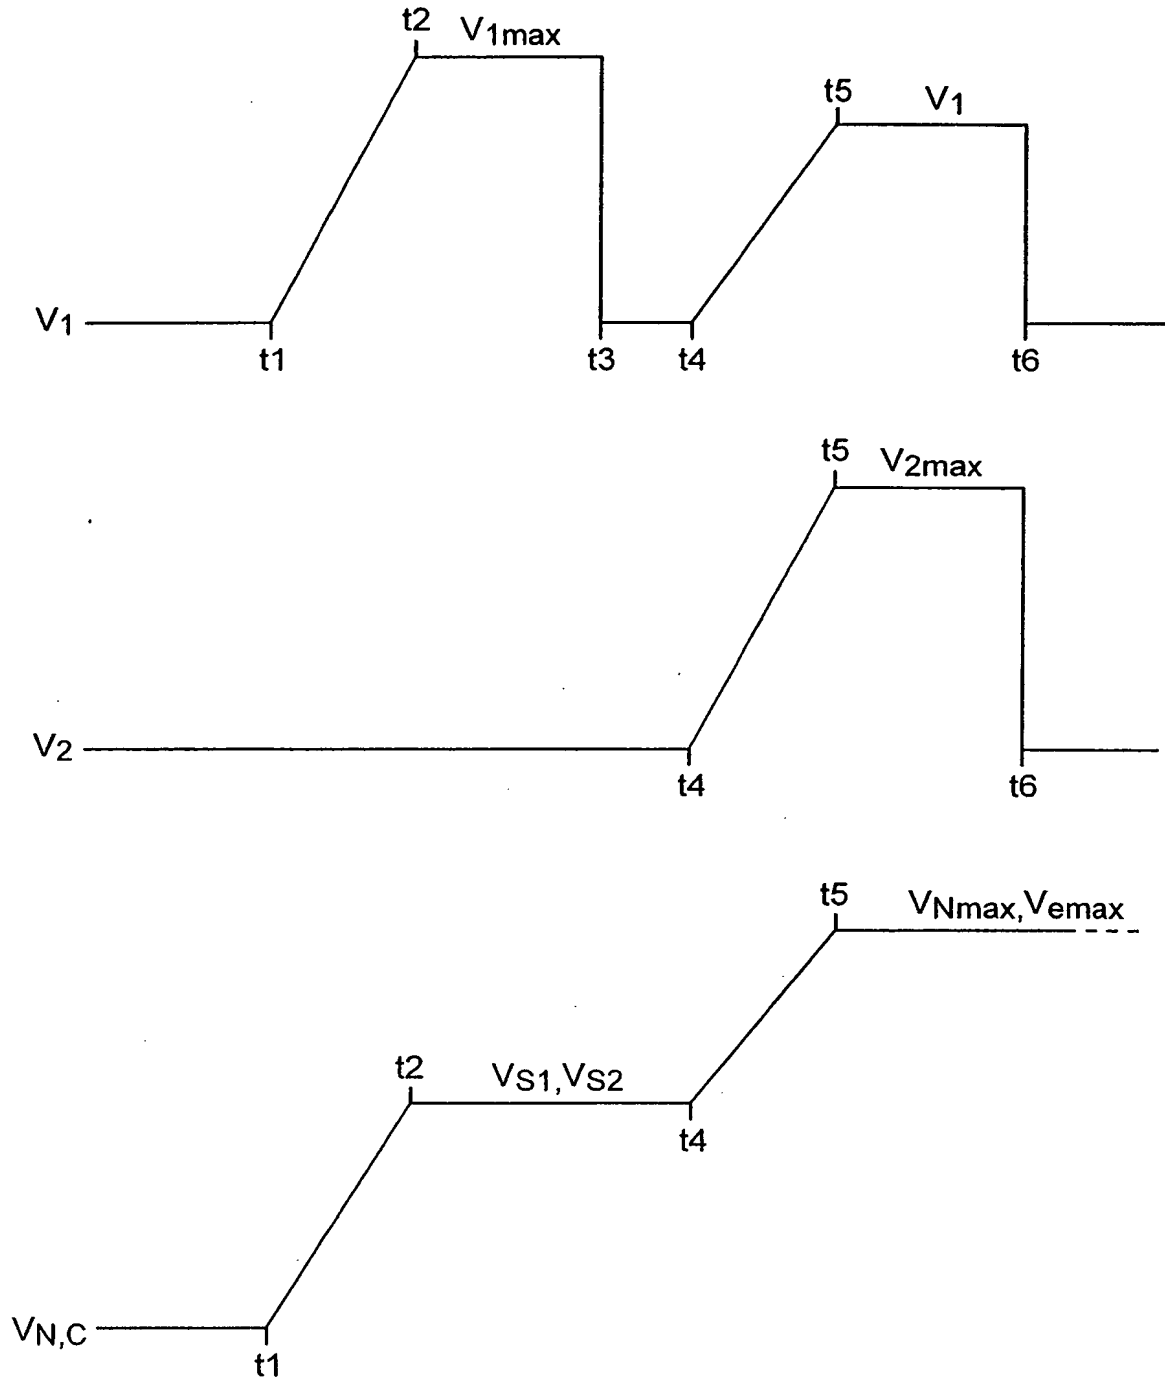 t2 V1max
t5 V1
V1
t1 t3 t4 t6
t5 V2max
V2
t4 t6
t5 VNmax,Vemax
t2 VS1,VS2
t4
VN,C
t1